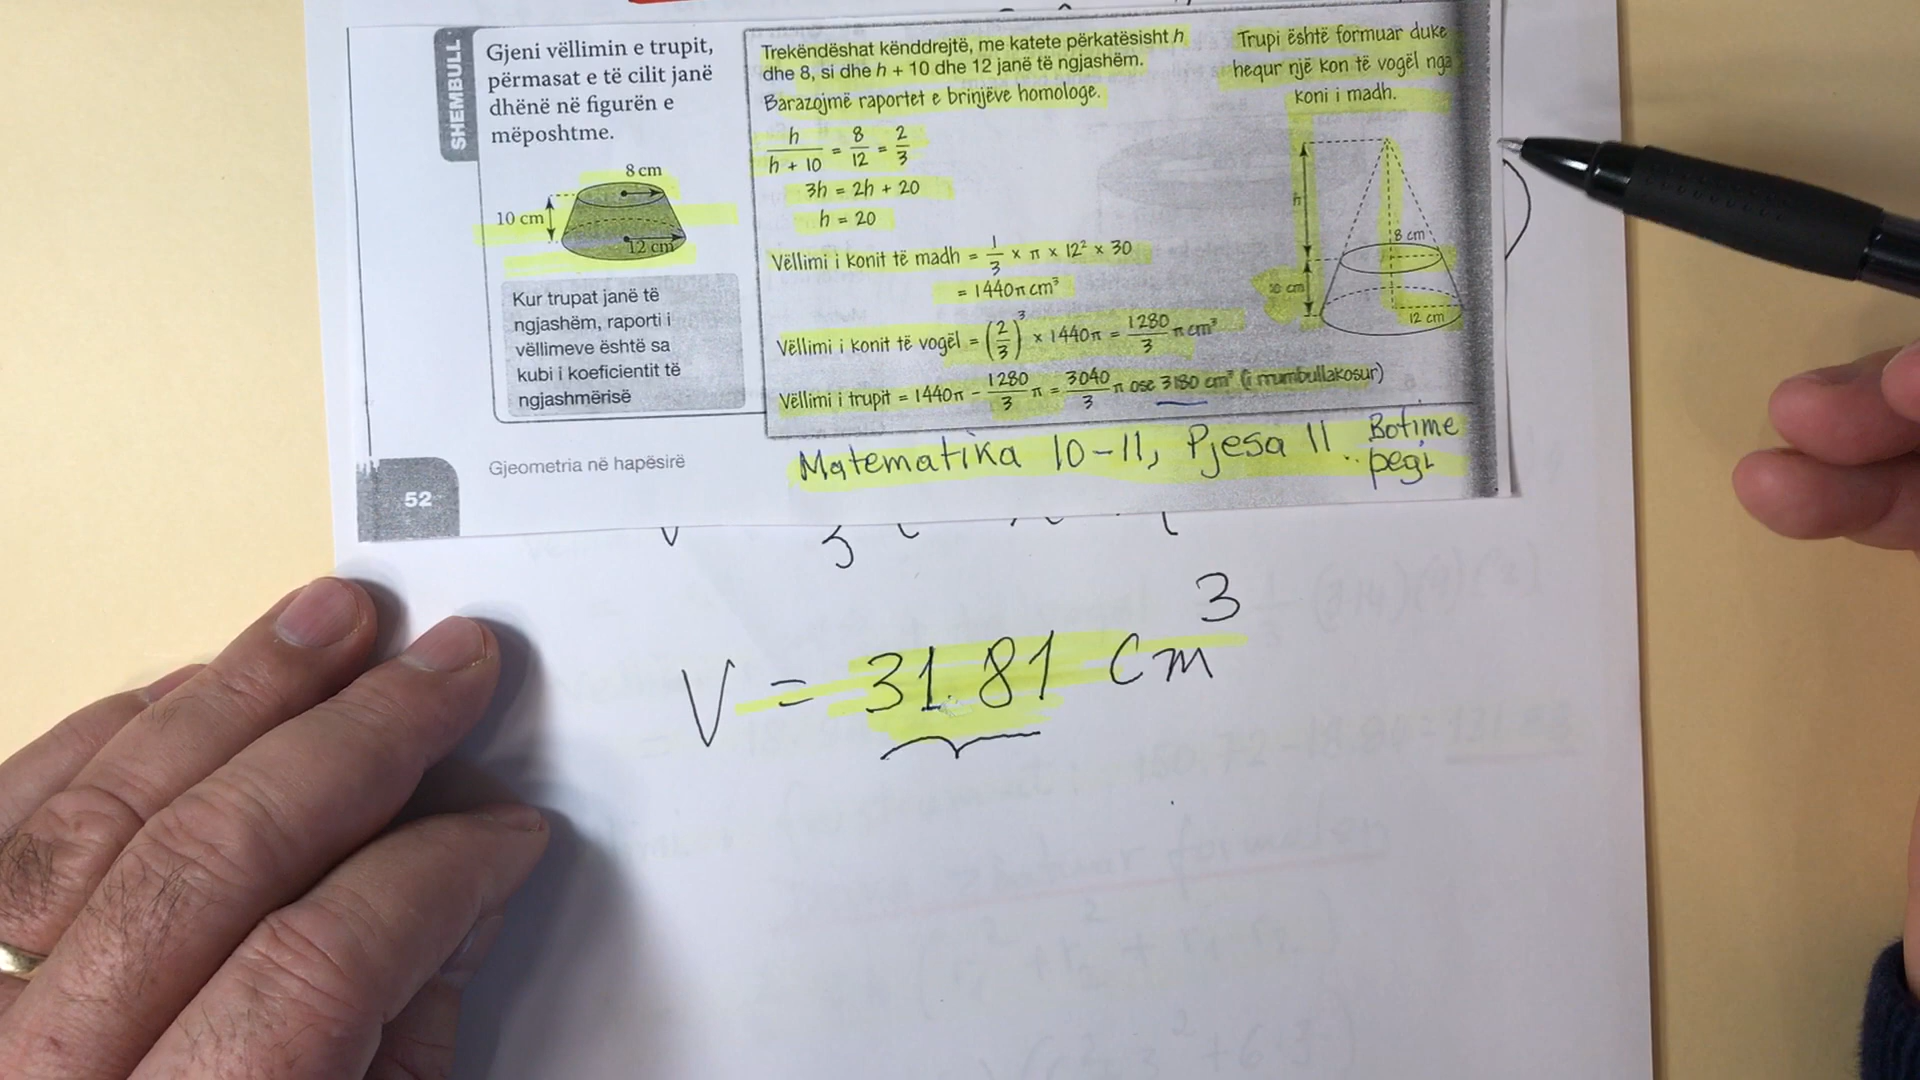 SHEMBULL
Gjeni vëllimin e trupit,
përmasat e të cilit janë
dhënë në figurën e
mëposhtme.
8 cm
10 cm
12 cm
Kur trupat janë të
ngjashëm, raporti i
vëllimeve është sa
kubi i koeficientit të
ngjashmërisë
Trekëndëshat kënddrejtë, me katete përkatësisht h
dhe 8, si dhe h + 10 dhe 12 janë të ngjashëm.
Barazojmë raportet e brinjëve homologe.
h / (h + 10) = 8/12 = 2/3
3h = 2h + 20
h = 20
Vëllimi i konit të madh = 1/3 × π × 12² × 30
= 1440π cm³
Vëllimi i konit të vogël = (2/3)³ × 1440π = 1280/3 π cm³
Vëllimi i trupit = 1440π − 1280/3 π = 3040/3 π ose 3180 cm³ (i rrumbullakosur)
Trupi është formuar duke
hequr një kon të vogël nga
koni i madh.
h
8 cm
10 cm
12 cm
Matematika 10-11, Pjesa II .. Botime
pegi
52
Gjeometria në hapësirë
V = 31.81 cm³